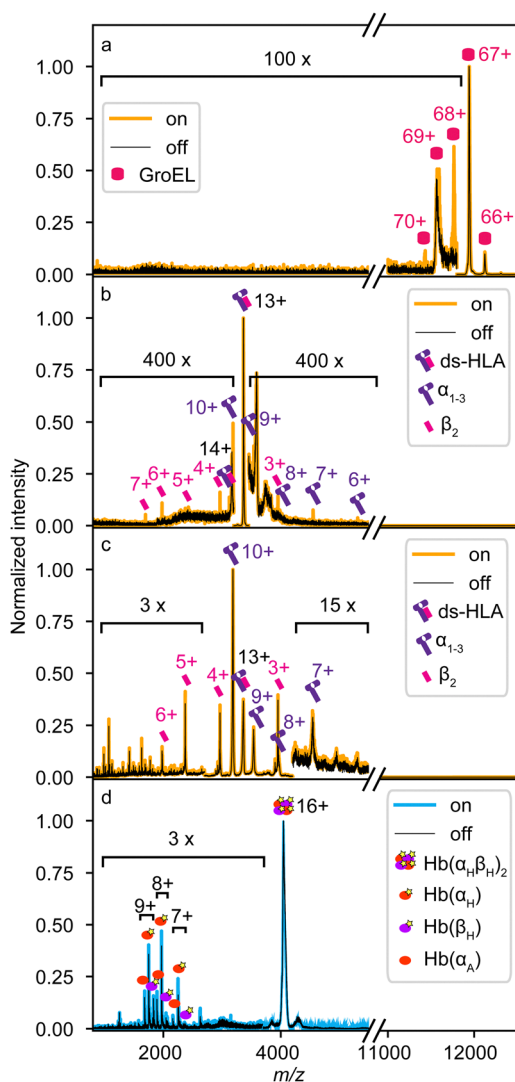 a
100 x
1.00
0.75
0.50
0.25
0.00
on
off
GroEL
70+
69+
68+
67+
66+
b
400 x
400 x
1.00
0.75
0.50
0.25
0.00
on
off
ds-HLA
α1-3
β2
7+
6+
5+
4+
14+
10+
13+
9+
3+
8+
7+
6+
c
3 x
15 x
1.00
0.75
0.50
0.25
0.00
on
off
ds-HLA
α1-3
β2
6+
5+
4+
10+
13+
9+
3+
8+
7+
d
3 x
1.00
0.75
0.50
0.25
0.00
on
off
Hb(αHβH)2
Hb(αH)
Hb(βH)
Hb(αA)
9+
8+
7+
16+
Normalized intensity
2000
4000
11000
12000
m/z